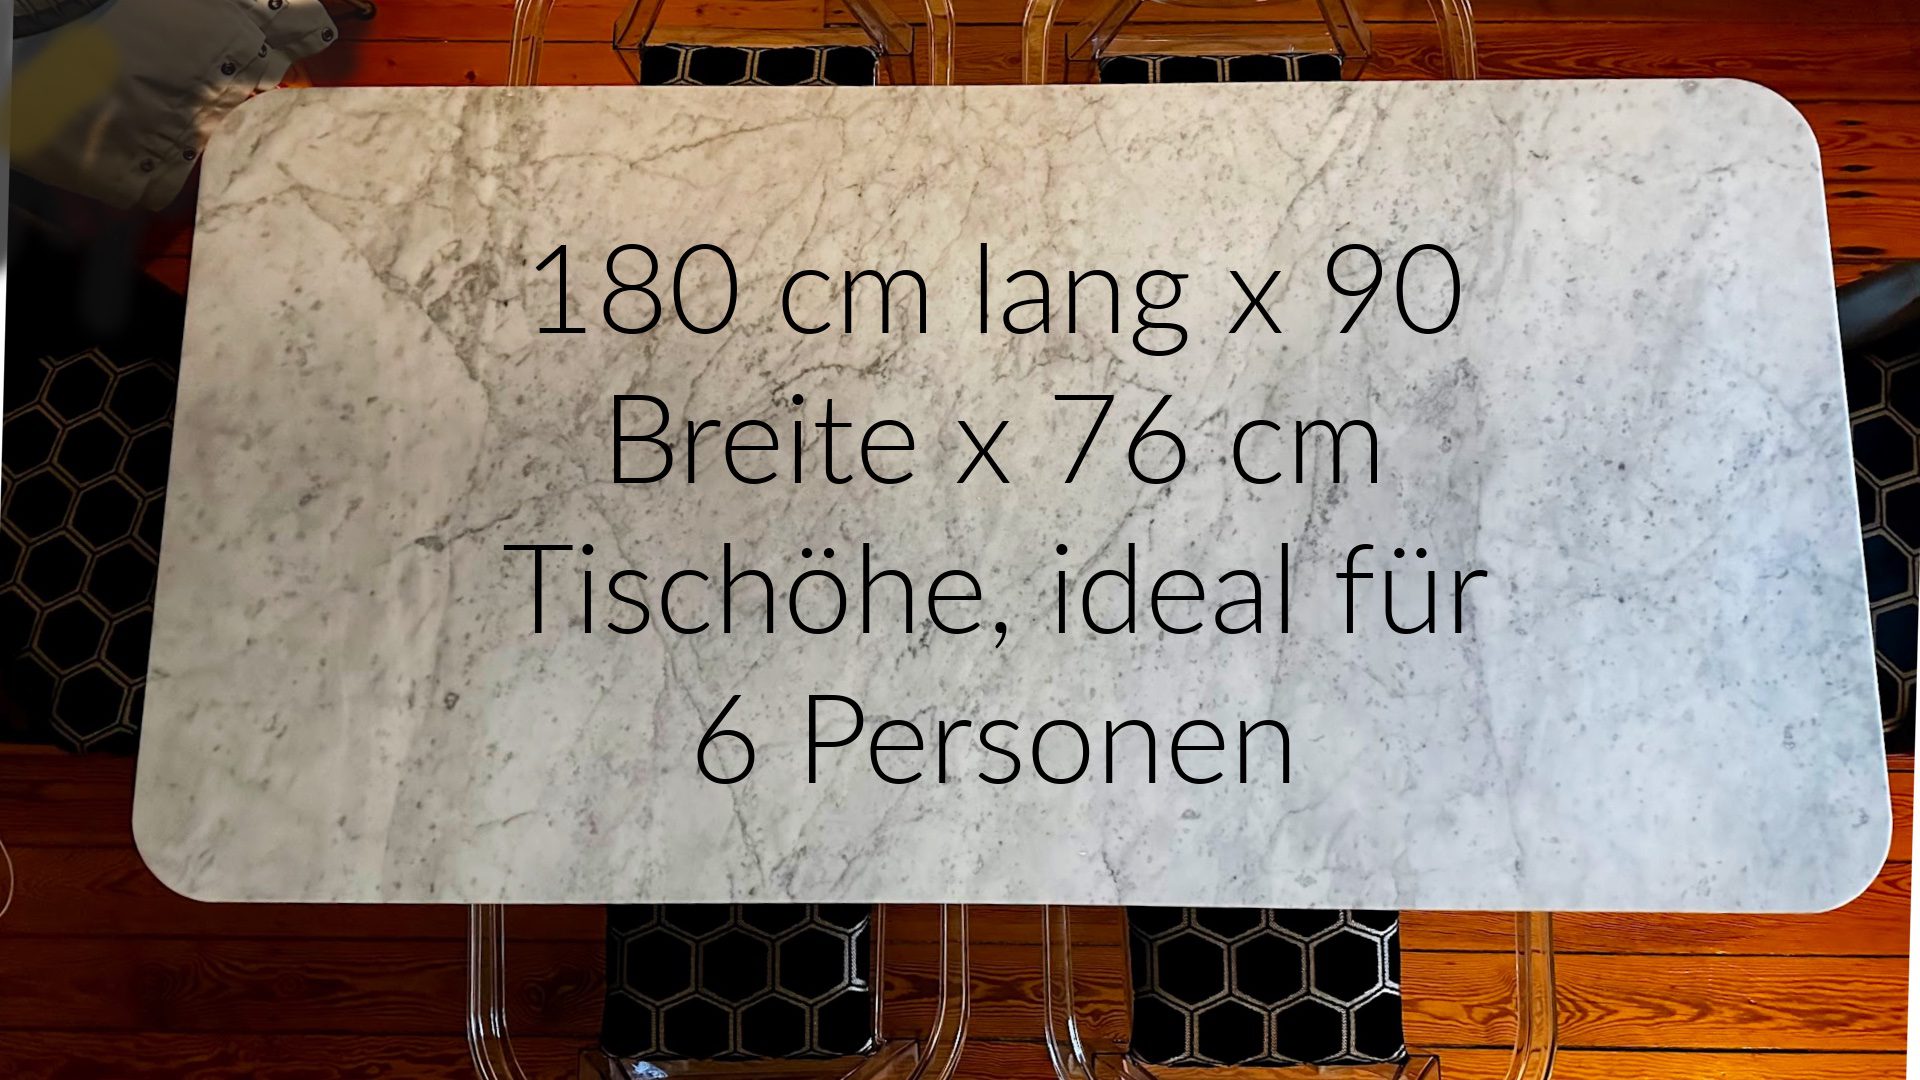 180 cm lang x 90
Breite x 76 cm
Tischöhe, ideal für
6 Personen